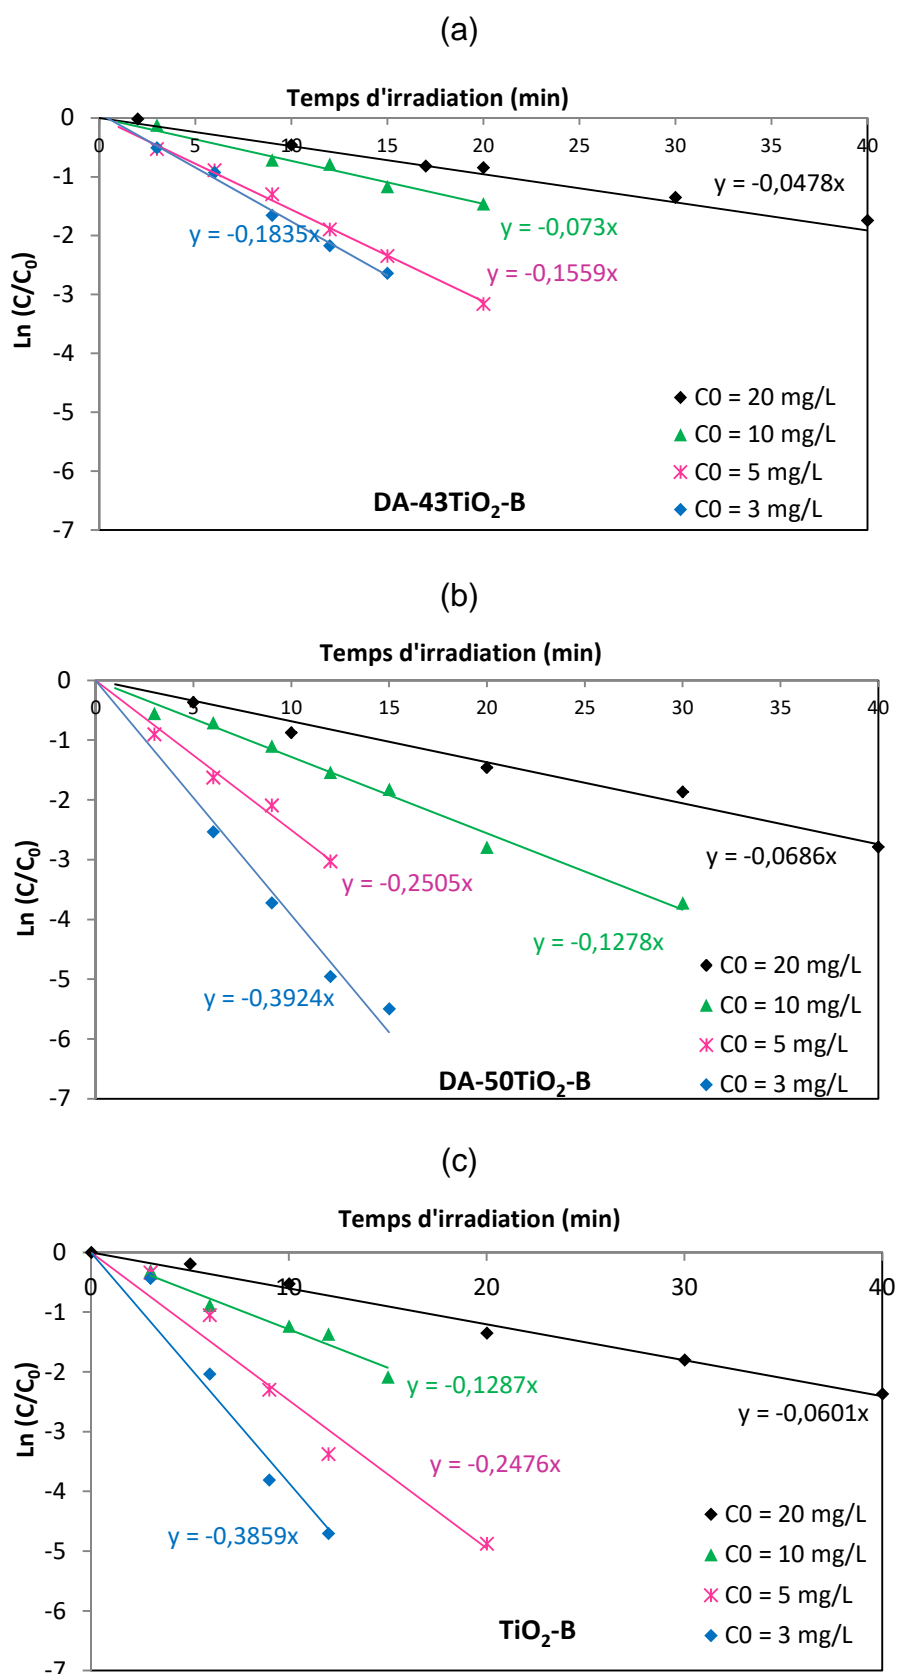 (a)
Temps d'irradiation (min)
0 5 10 15 20 25 30 35 40
0
-1
-2
-3
-4
-5
-6
-7
Ln (C/C₀)
y = -0,0478x
y = -0,073x
y = -0,1835x
y = -0,1559x
C0 = 20 mg/L
C0 = 10 mg/L
C0 = 5 mg/L
C0 = 3 mg/L
DA-43TiO₂-B
(b)
Temps d'irradiation (min)
0 5 10 15 20 25 30 35 40
0
-1
-2
-3
-4
-5
-6
-7
Ln (C/C₀)
y = -0,0686x
y = -0,2505x
y = -0,1278x
y = -0,3924x
C0 = 20 mg/L
C0 = 10 mg/L
C0 = 5 mg/L
C0 = 3 mg/L
DA-50TiO₂-B
(c)
Temps d'irradiation (min)
0 10 20 30 40
0
-1
-2
-3
-4
-5
-6
-7
Ln (C/C₀)
y = -0,1287x
y = -0,0601x
y = -0,2476x
y = -0,3859x
C0 = 20 mg/L
C0 = 10 mg/L
C0 = 5 mg/L
C0 = 3 mg/L
TiO₂-B